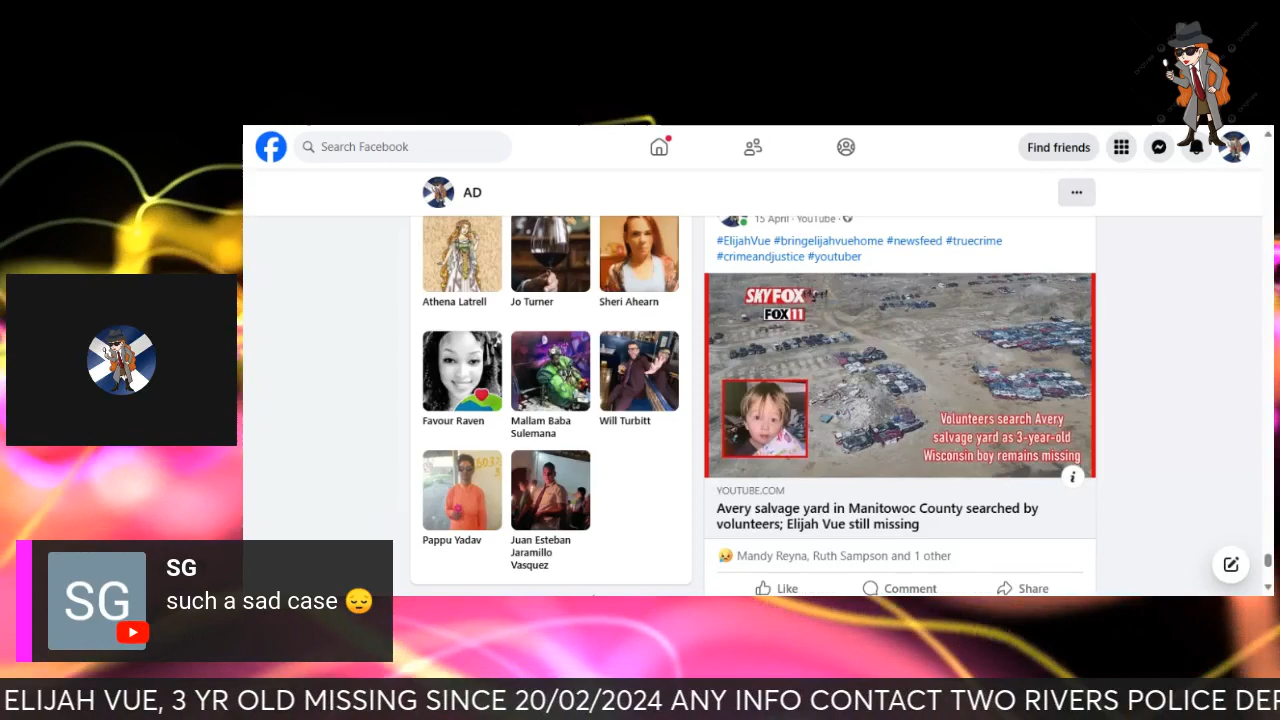 Search Facebook
Find friends
AD
Athena Latrell
Jo Turner
Sheri Ahearn
Favour Raven
Mallam Baba
Sulemana
Will Turbitt
Pappu Yadav
Juan Esteban
Jaramillo
Vasquez
15 April · YouTube ·
#ElijahVue #bringelijahvuehome #newsfeed #truecrime
#crimeandjustice #youtuber
SKYFOX
FOX 11
Volunteers search Avery
salvage yard as 3-year-old
Wisconsin boy remains missing
YOUTUBE.COM
Avery salvage yard in Manitowoc County searched by
volunteers; Elijah Vue still missing
Mandy Reyna, Ruth Sampson and 1 other
Like
Comment
Share
SG
SG
such a sad case 😔
ELIJAH VUE, 3 YR OLD MISSING SINCE 20/02/2024 ANY INFO CONTACT TWO RIVERS POLICE DEP